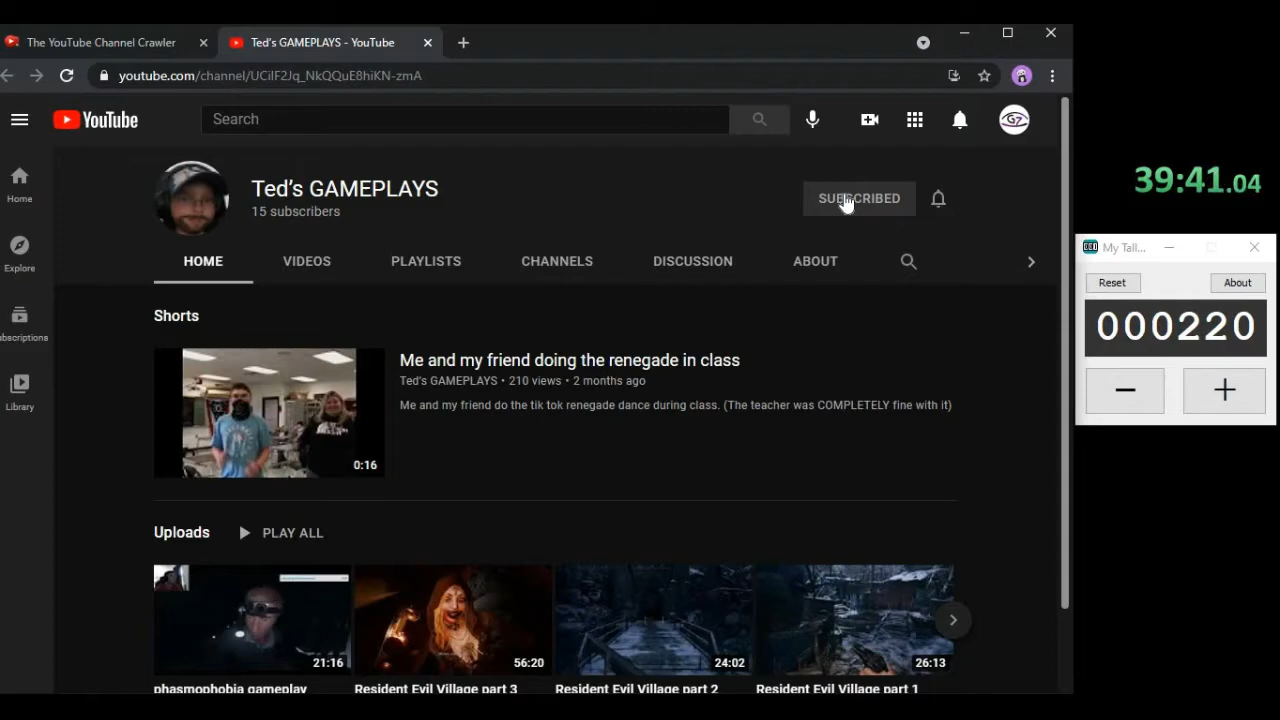 The YouTube Channel Crawler
Ted's GAMEPLAYS - YouTube
youtube.com/channel/UCiIF2Jq_NkQQuE8hiKN-zmA
YouTube
Search
Home
Explore
bscriptions
Library
Ted's GAMEPLAYS
15 subscribers
SUBSCRIBED
HOME VIDEOS PLAYLISTS CHANNELS DISCUSSION ABOUT
Shorts
0:16
Me and my friend doing the renegade in class
Ted's GAMEPLAYS • 210 views • 2 months ago
Me and my friend do the tik tok renegade dance during class. (The teacher was COMPLETELY fine with it)
Uploads PLAY ALL
21:16 56:20 24:02 26:13
phasmophobia gameplay Resident Evil Village part 3 Resident Evil Village part 2 Resident Evil Village part 1
39:41.04
My Tall...
Reset About
000220
− +